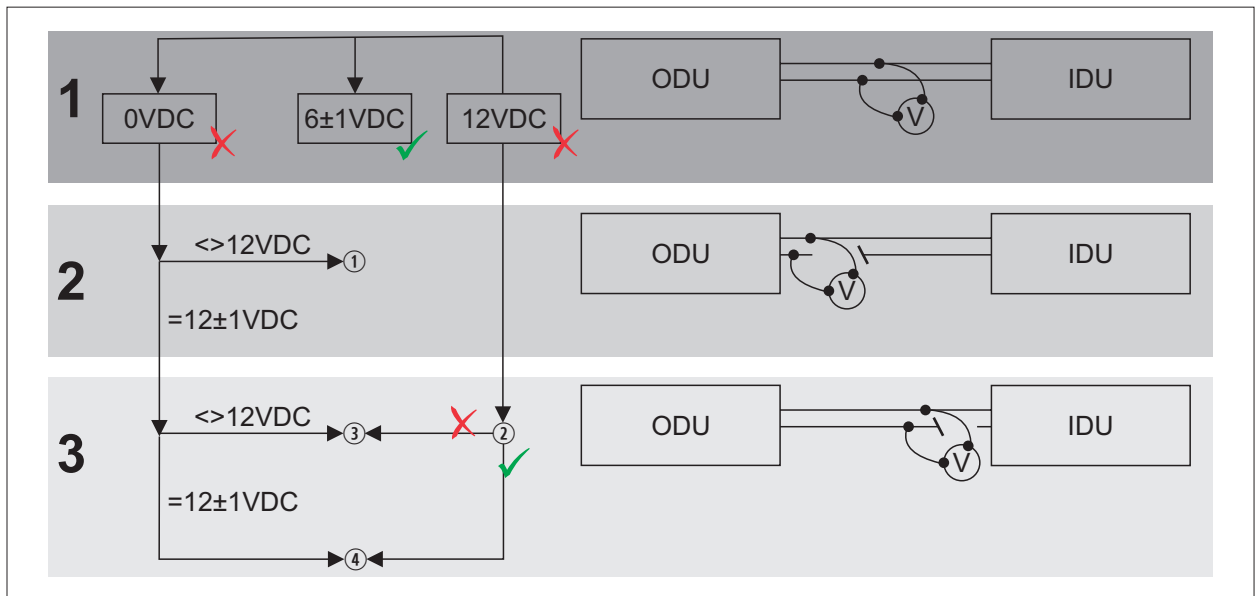 1
0VDC
6±1VDC
12VDC
ODU
V
IDU
2
<>12VDC
①
=12±1VDC
ODU
V
IDU
3
<>12VDC
③
②
=12±1VDC
④
ODU
V
IDU